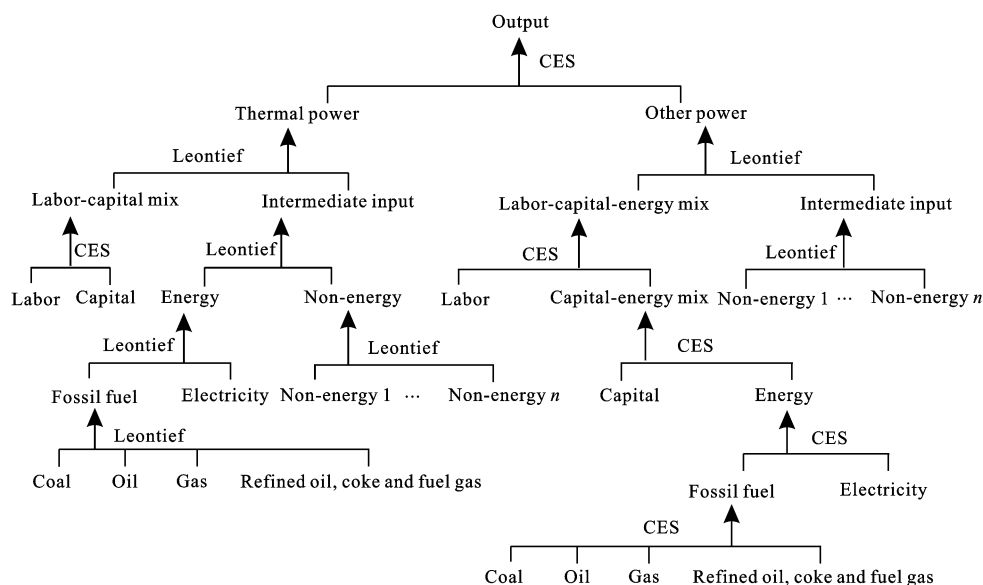 Output
CES
Thermal power Other power
Leontief Leontief
Labor-capital mix Intermediate input Labor-capital-energy mix Intermediate input
CES Leontief CES Leontief
Labor Capital Energy Non-energy Labor Capital-energy mix Non-energy 1 ··· Non-energy n
Leontief Leontief CES
Fossil fuel Electricity Non-energy 1 ··· Non-energy n Capital Energy
Leontief CES
Coal Oil Gas Refined oil, coke and fuel gas Fossil fuel Electricity
CES
Coal Oil Gas Refined oil, coke and fuel gas